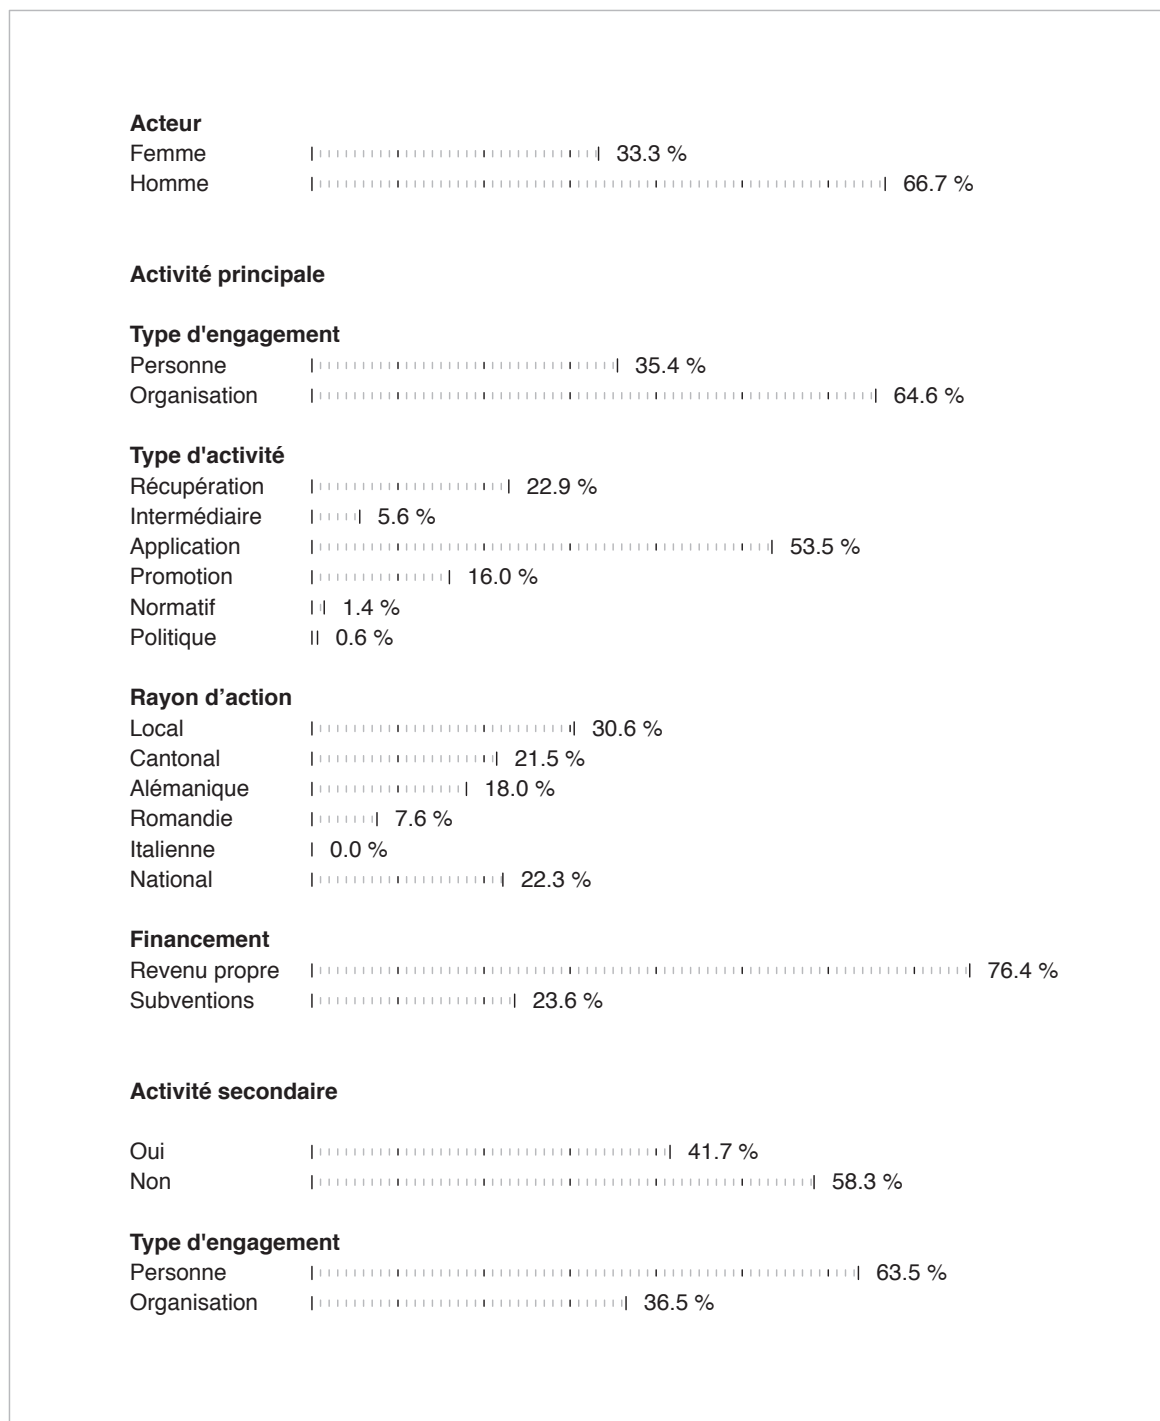 Acteur
Femme 33.3 %
Homme 66.7 %
Activité principale
Type d'engagement
Personne 35.4 %
Organisation 64.6 %
Type d'activité
Récupération 22.9 %
Intermédiaire 5.6 %
Application 53.5 %
Promotion 16.0 %
Normatif 1.4 %
Politique 0.6 %
Rayon d’action
Local 30.6 %
Cantonal 21.5 %
Alémanique 18.0 %
Romandie 7.6 %
Italienne 0.0 %
National 22.3 %
Financement
Revenu propre 76.4 %
Subventions 23.6 %
Activité secondaire
Oui 41.7 %
Non 58.3 %
Type d'engagement
Personne 63.5 %
Organisation 36.5 %